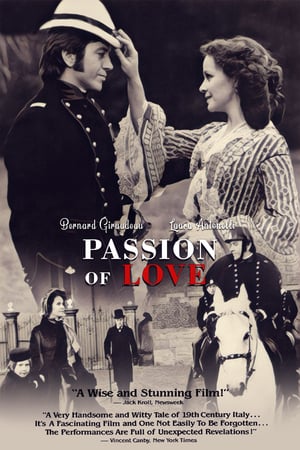 Bernard Giraudeau Laura Antonelli
PASSION
OF LOVE
"A Wise and Stunning Film!"
— Jack Kroll, Newsweek
"A Very Handsome and Witty Tale of 19th Century Italy...
It's A Fascinating Film and One Not Easily To Be Forgotten...
The Performances Are Full of Unexpected Revelations!"
— Vincent Canby, New York Times